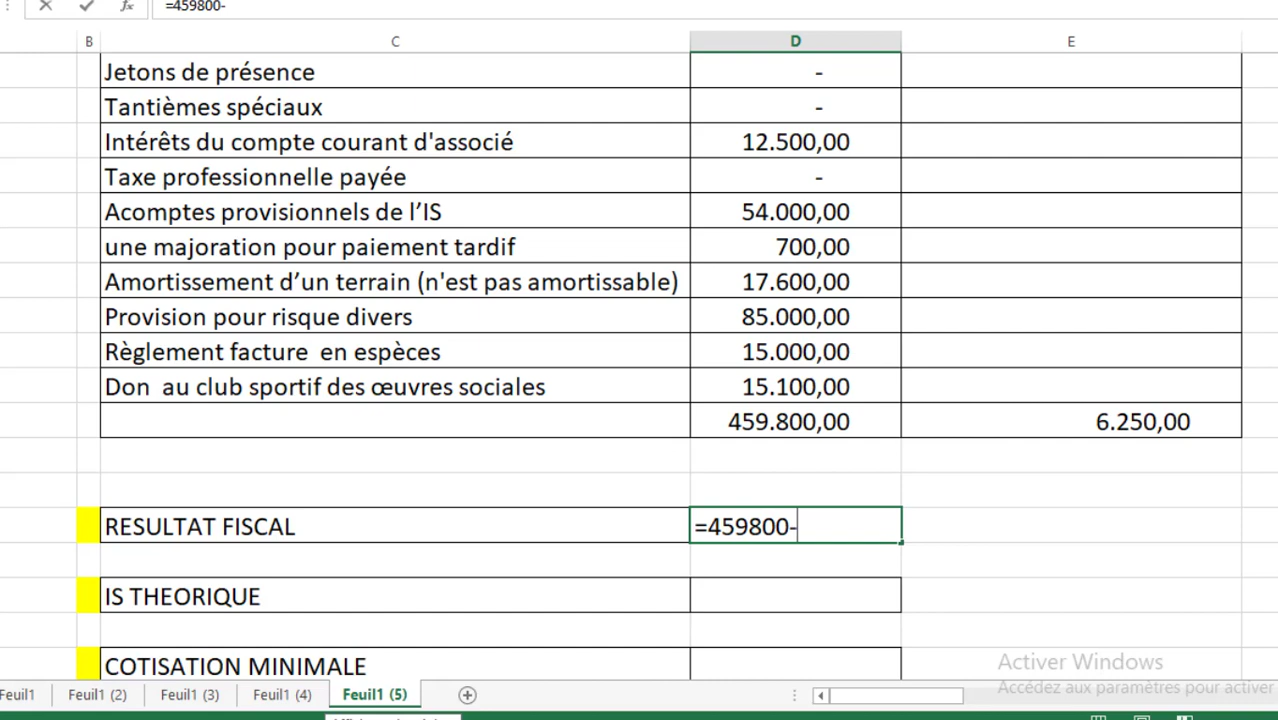 =459800-
B C D E
Jetons de présence -
Tantièmes spéciaux -
Intérêts du compte courant d'associé 12.500,00
Taxe professionnelle payée -
Acomptes provisionnels de l’IS 54.000,00
une majoration pour paiement tardif 700,00
Amortissement d’un terrain (n'est pas amortissable) 17.600,00
Provision pour risque divers 85.000,00
Règlement facture  en espèces 15.000,00
Don  au club sportif des œuvres sociales 15.100,00
459.800,00 6.250,00
RESULTAT FISCAL =459800-
IS THEORIQUE
COTISATION MINIMALE
Activer Windows
Accédez aux paramètres pour activer
Feuil1 Feuil1 (2) Feuil1 (3) Feuil1 (4) Feuil1 (5)